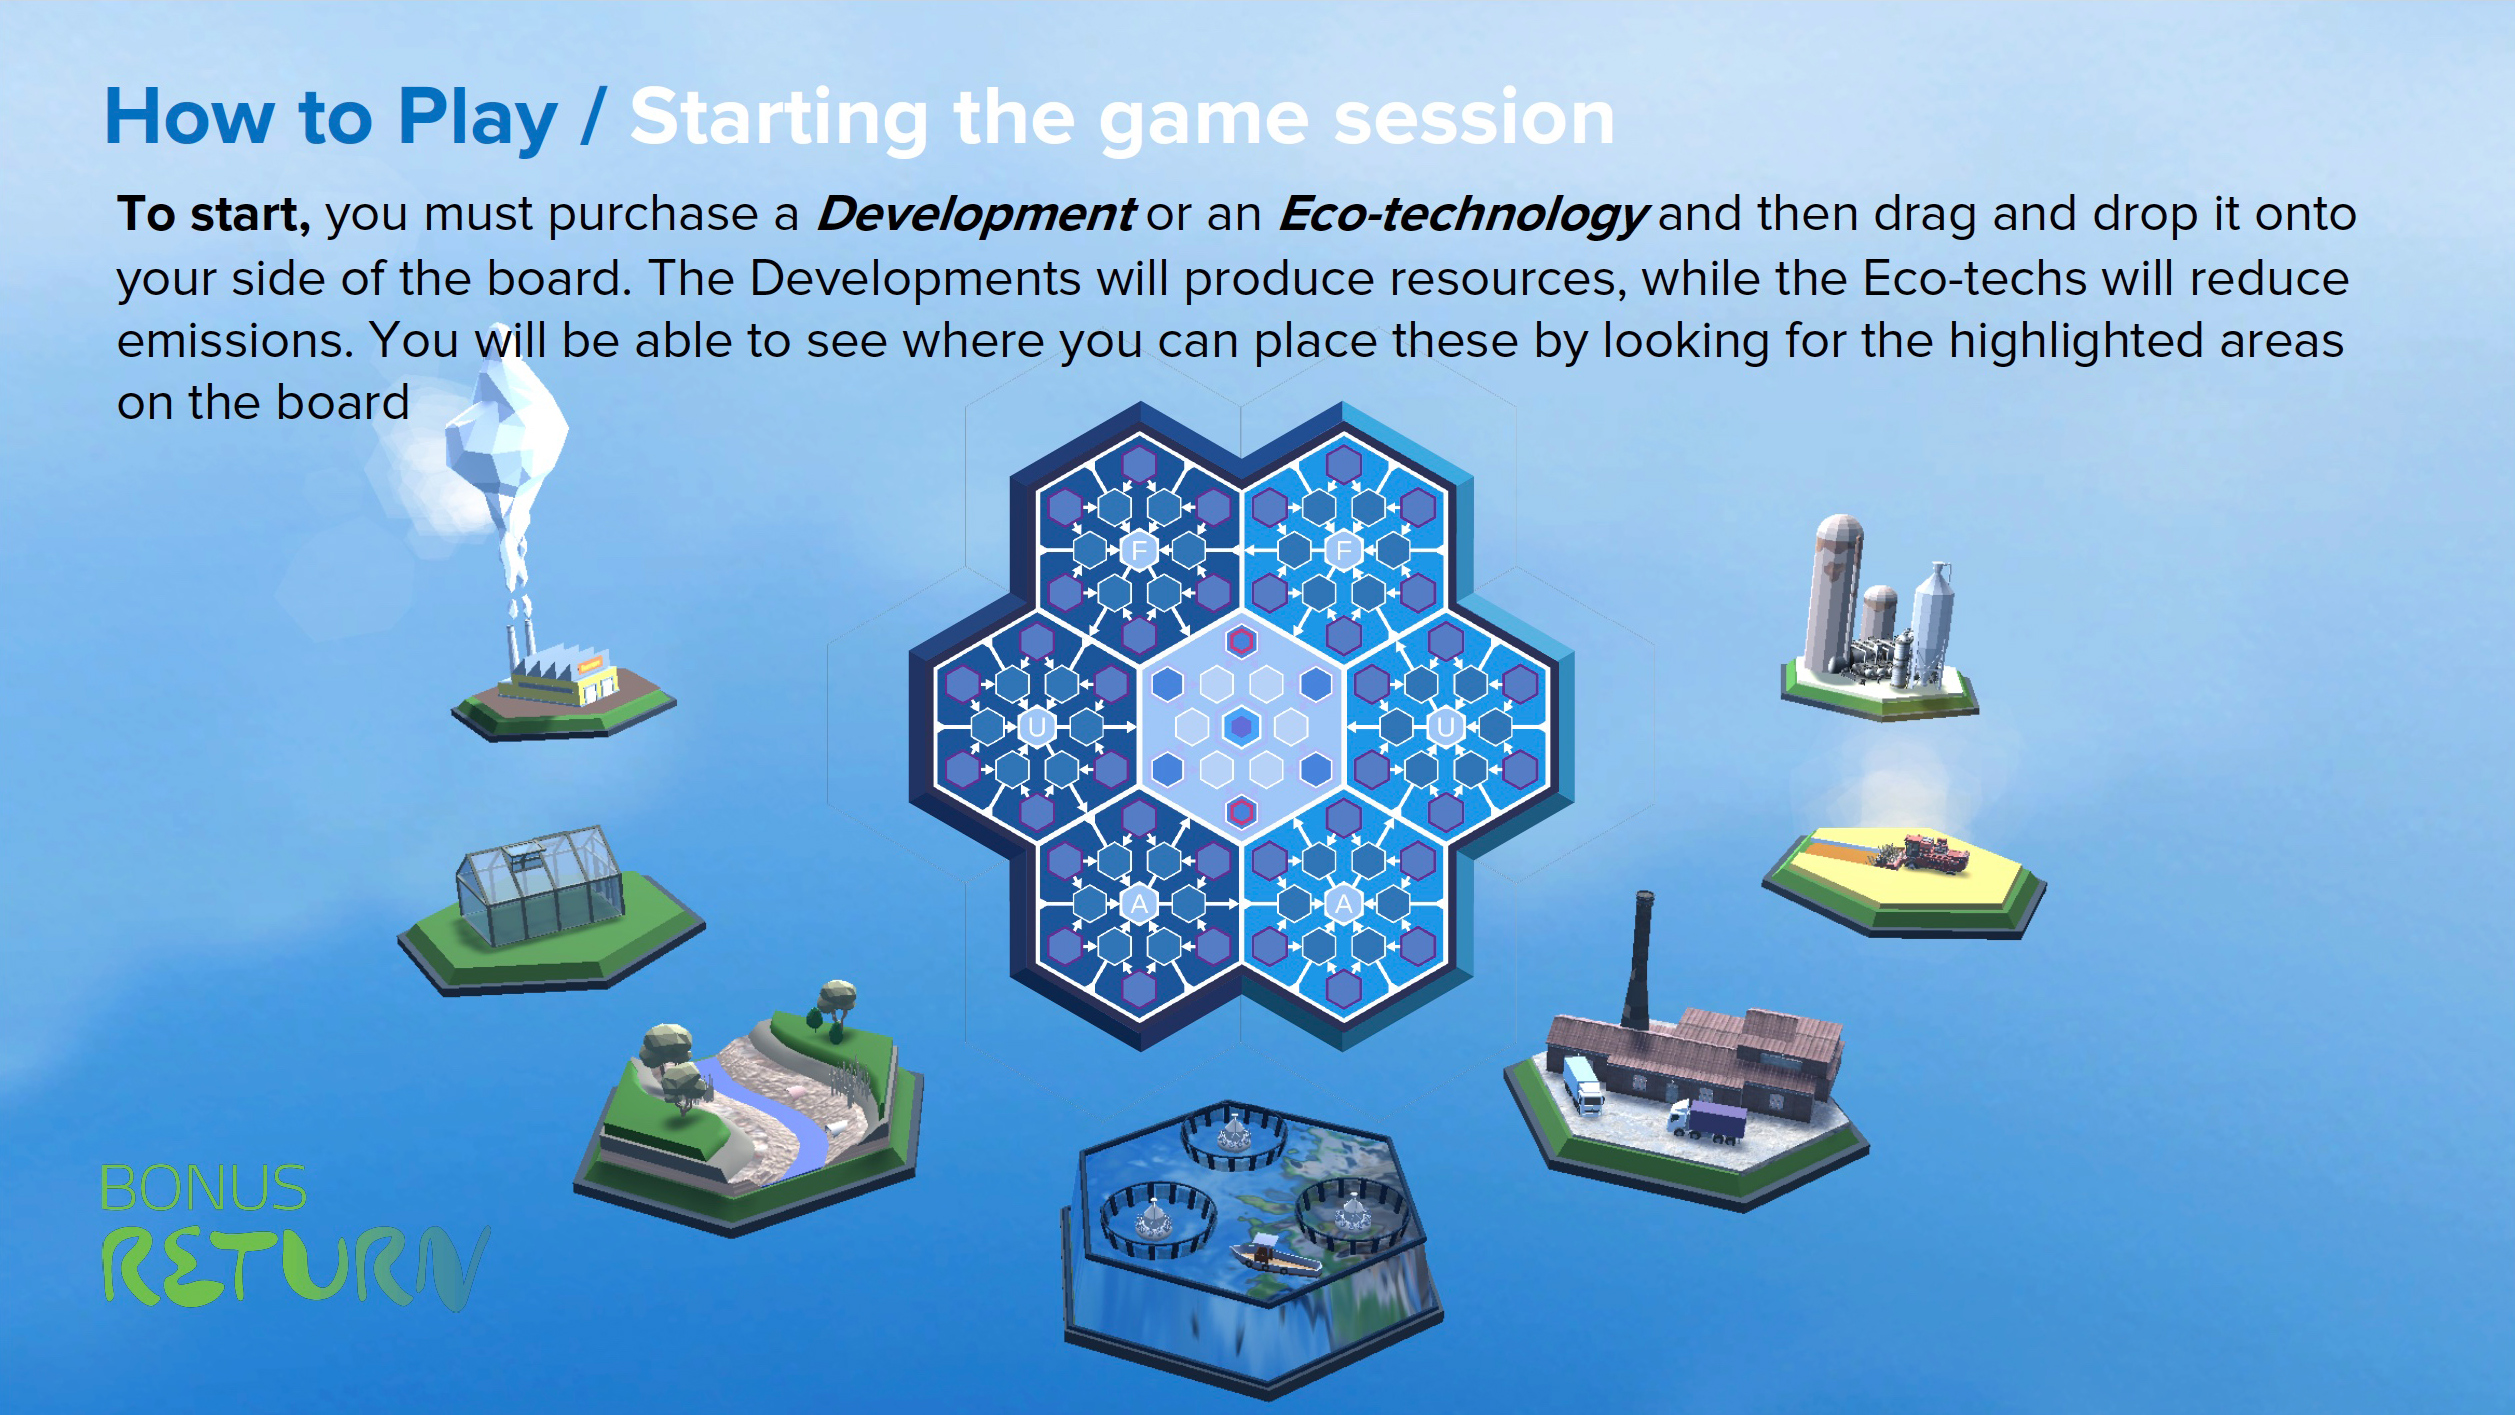 How to Play / Starting the game session
To start, you must purchase a Development or an Eco-technology and then drag and drop it onto
your side of the board. The Developments will produce resources, while the Eco-techs will reduce
emissions. You will be able to see where you can place these by looking for the highlighted areas
on the board
F F
U U
A A
BONUS
RETURN